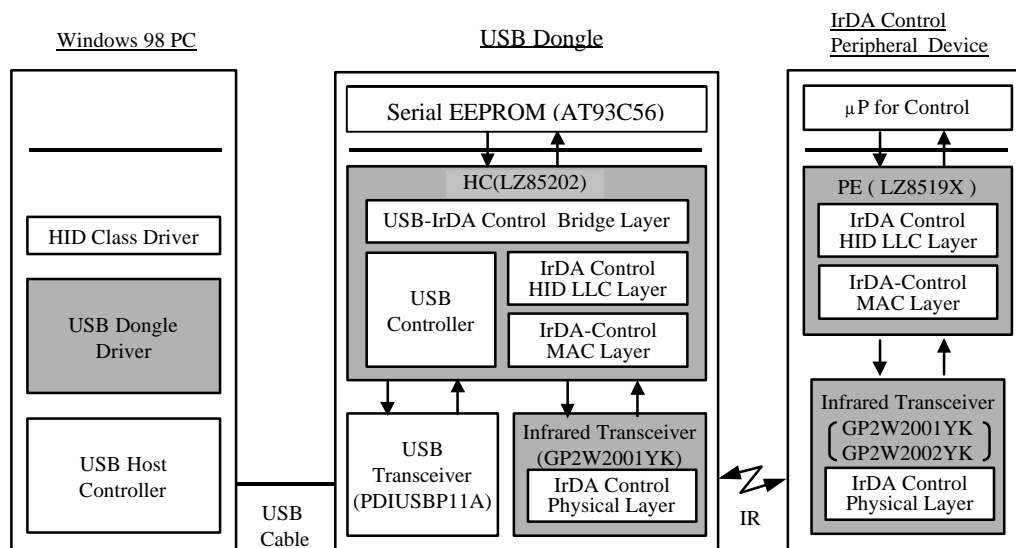 Windows 98 PC
HID Class Driver
USB Dongle
Driver
USB Host
Controller
USB
Cable
USB Dongle
Serial EEPROM (AT93C56)
HC(LZ85202)
USB-IrDA Control Bridge Layer
USB
Controller
IrDA Control
HID LLC Layer
IrDA-Control
MAC Layer
USB
Transceiver
(PDIUSBP11A)
Infrared Transceiver
(GP2W2001YK)
IrDA Control
Physical Layer
IR
IrDA Control
Peripheral Device
μP for Control
PE ( LZ8519X )
IrDA Control
HID LLC Layer
IrDA-Control
MAC Layer
Infrared Transceiver
GP2W2001YK
GP2W2002YK
IrDA Control
Physical Layer